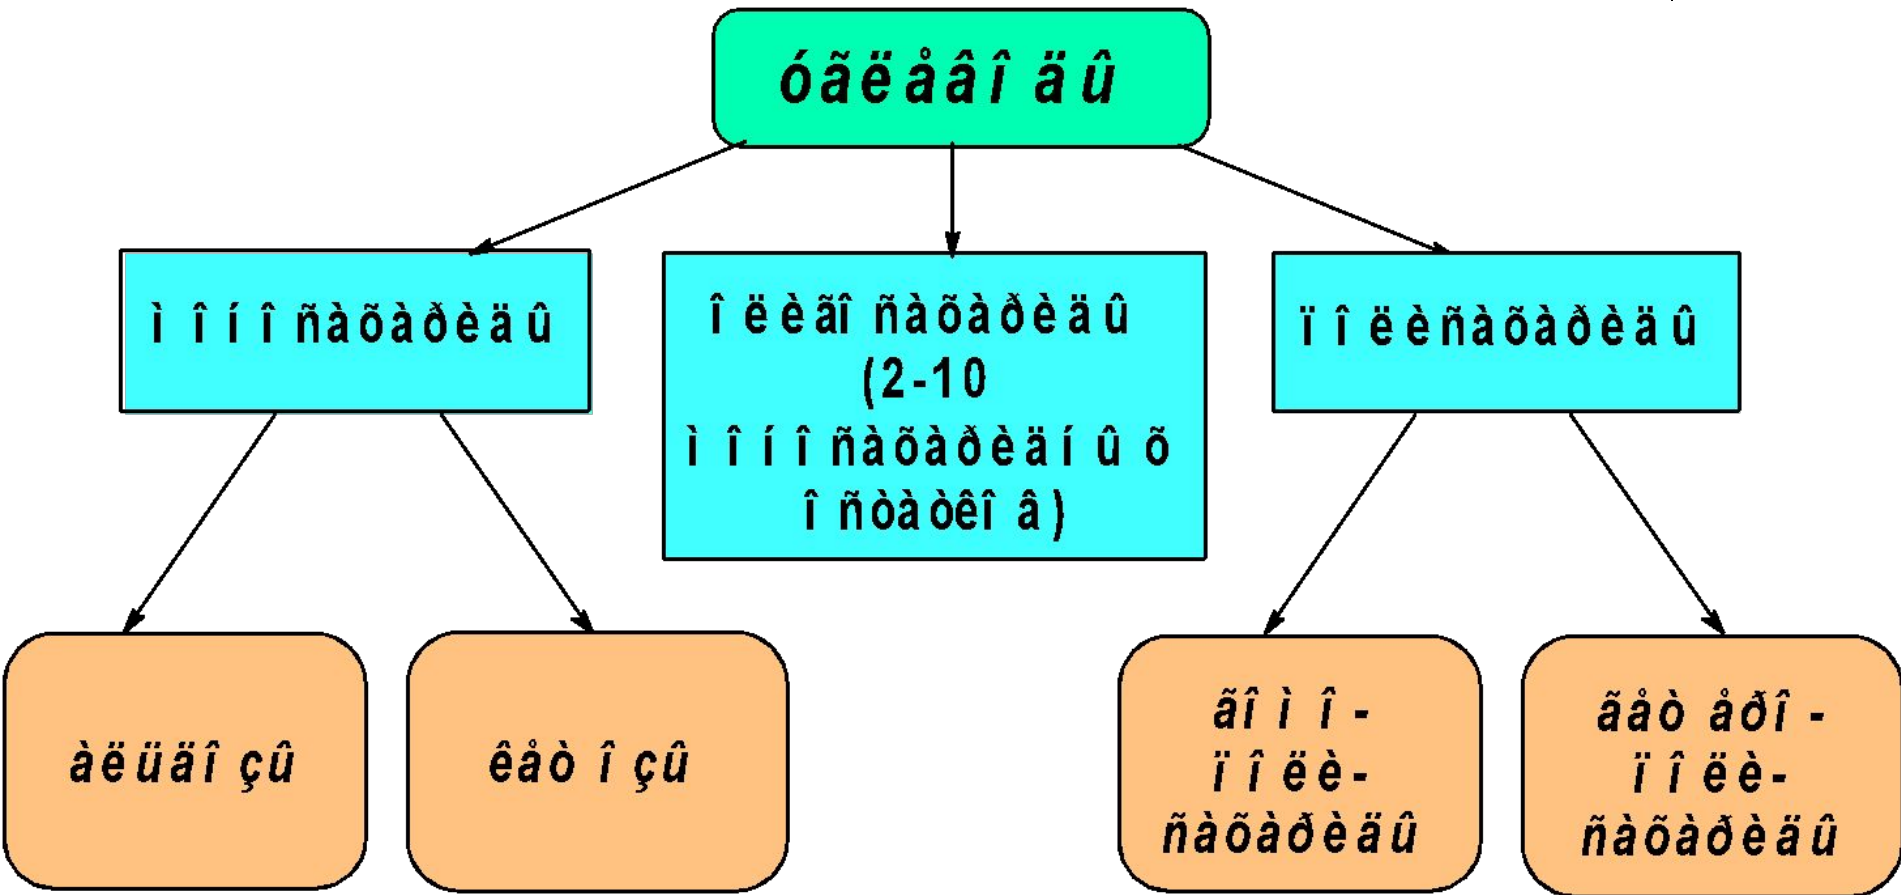 óãëåâîäû
ìîíîñàõàðèäû
îëèãîñàõàðèäû
(2-10
ìîíîñàõàðèäíûõ
îñòàòêîâ)
ïîëèñàõàðèäû
àëüäîçû
êåòîçû
ãîìî-
ïîëè-
ñàõàðèäû
ãåòåðî-
ïîëè-
ñàõàðèäû